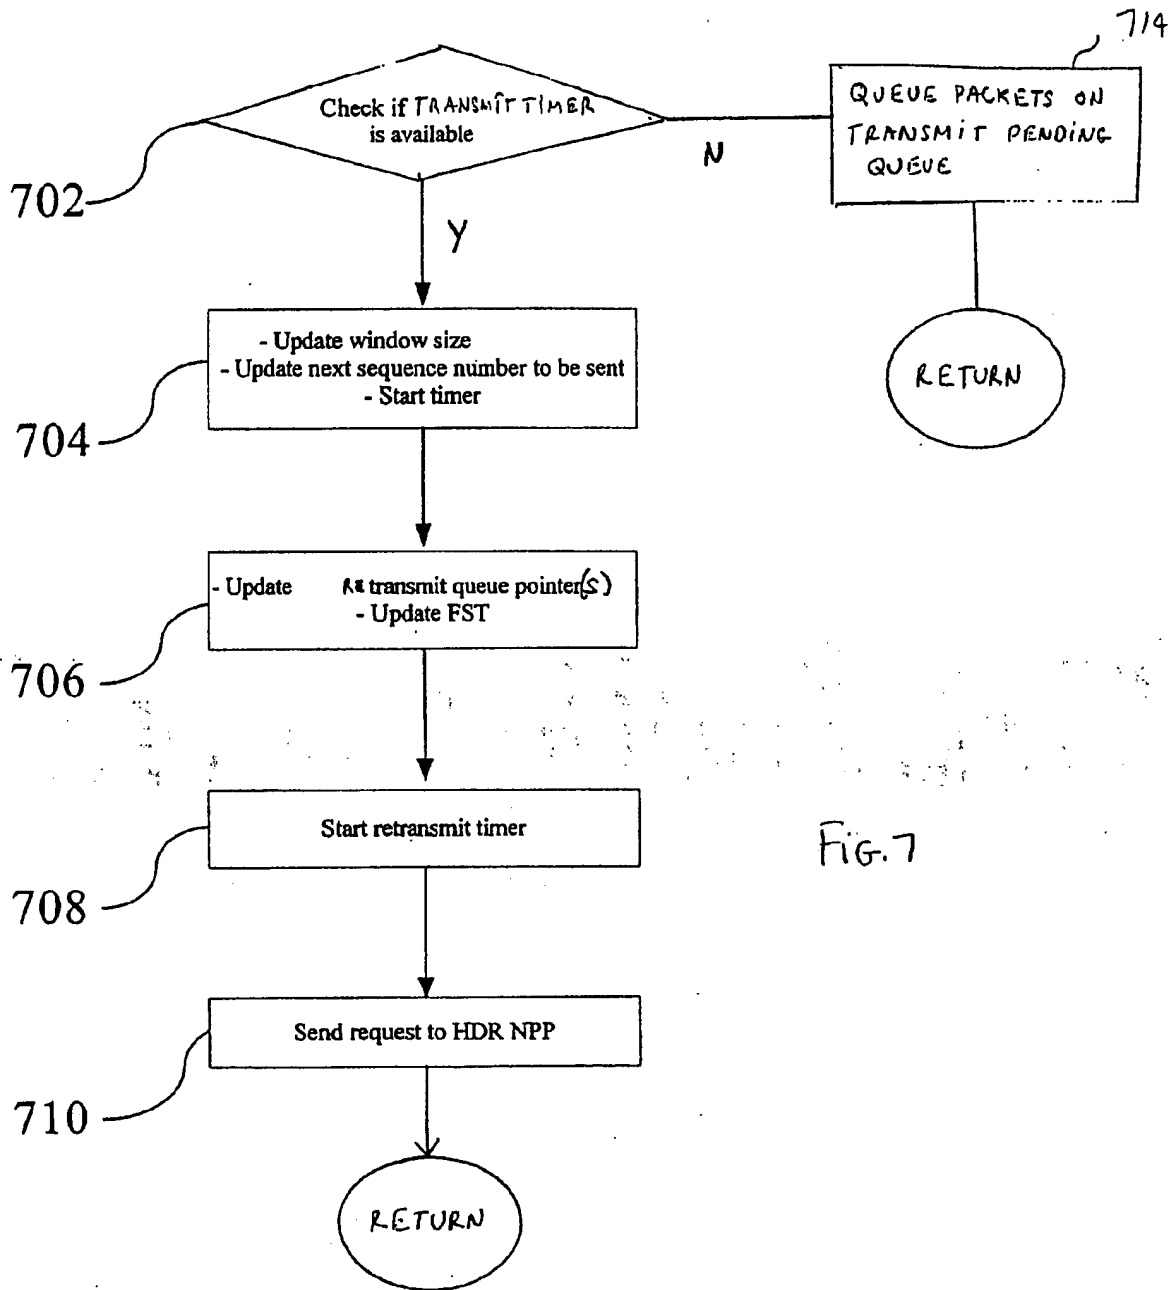 714
Check if TRANSMIT TIMER
is available
N
QUEUE PACKETS ON
TRANSMIT PENDING
QUEUE
702
Y
RETURN
- Update window size
- Update next sequence number to be sent
- Start timer
704
- Update RE transmit queue pointer(s)
- Update FST
706
Start retransmit timer
708
FIG. 7
Send request to HDR NPP
710
RETURN